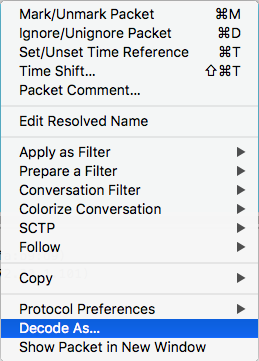 Mark/Unmark Packet ⌘M
Ignore/Unignore Packet ⌘D
Set/Unset Time Reference ⌘T
Time Shift... ⇧⌘T
Packet Comment...
Edit Resolved Name
Apply as Filter
Prepare a Filter
Conversation Filter
Colorize Conversation
SCTP
Follow
Copy
Protocol Preferences
Decode As...
Show Packet in New Window